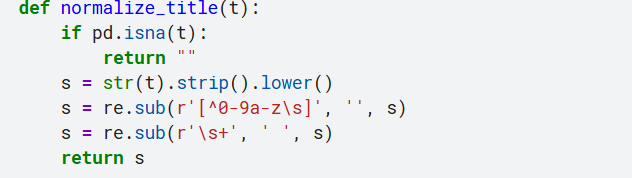 def normalize_title(t):
    if pd.isna(t):
        return ""
    s = str(t).strip().lower()
    s = re.sub(r'[^0-9a-z\s]', '', s)
    s = re.sub(r'\s+', ' ', s)
    return s